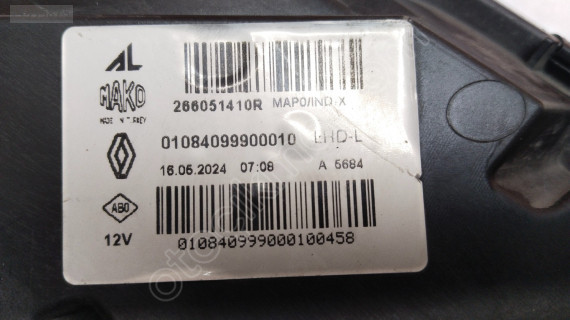 AL
MAKO
MADE IN TURKEY
266051410R MAP0/IND X
01084099900010 LHD-L
16.05.2024 07:08 A 5684
ABO
12V
010840999000100458